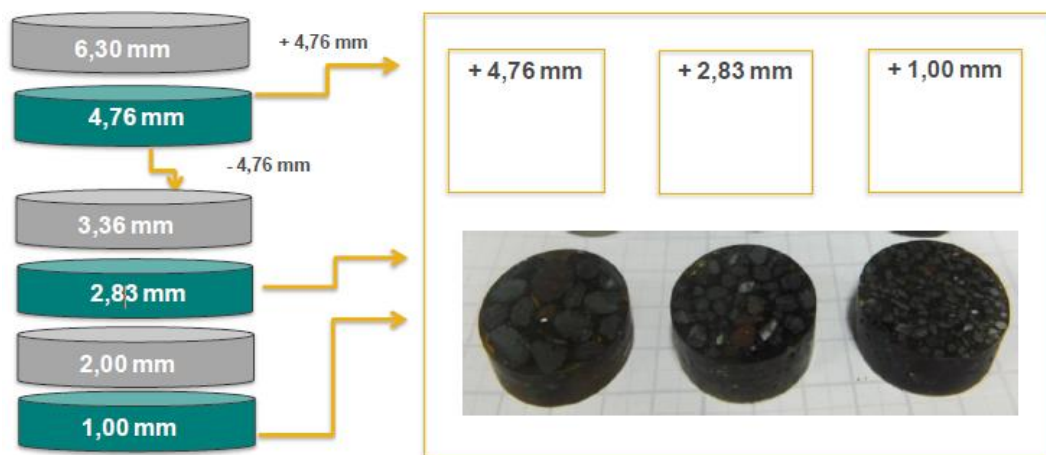 6,30 mm
+ 4,76 mm
4,76 mm
- 4,76 mm
3,36 mm
2,83 mm
2,00 mm
1,00 mm
+ 4,76 mm
+ 2,83 mm
+ 1,00 mm